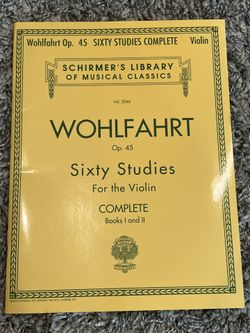 Wohlfahrt Op. 45 SIXTY STUDIES COMPLETE Violin
SCHIRMER'S LIBRARY
OF MUSICAL CLASSICS
Vol. 2046
WOHLFAHRT
Op. 45
Sixty Studies
For the Violin
COMPLETE
Books I and II